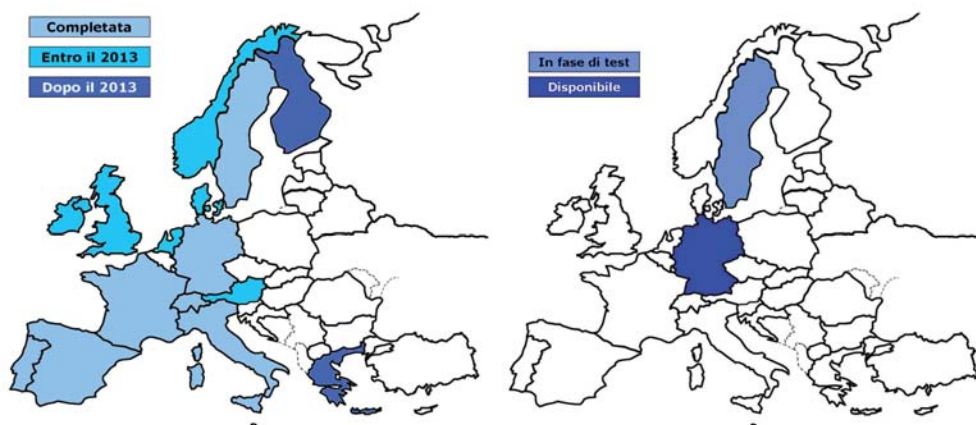 Completata
Entro il 2013
Dopo il 2013
In fase di test
Disponibile